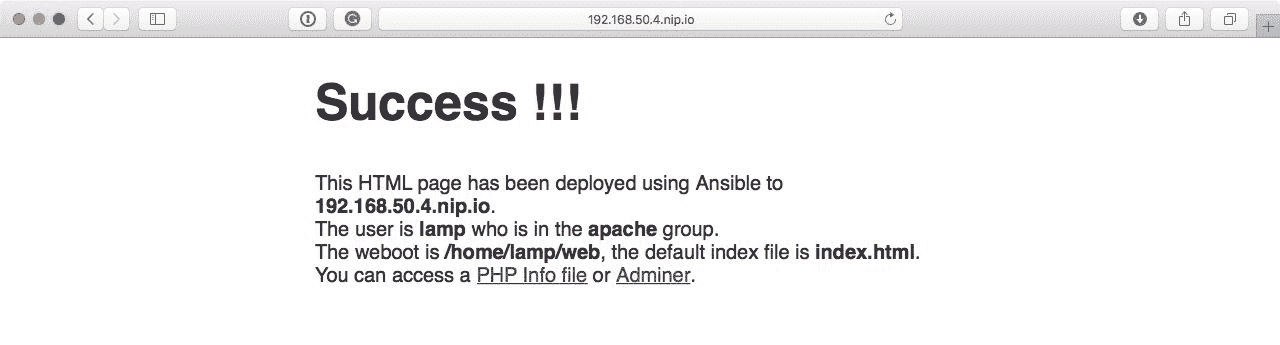 192.168.50.4.nip.io
Success !!!
This HTML page has been deployed using Ansible to
192.168.50.4.nip.io.
The user is lamp who is in the apache group.
The weboot is /home/lamp/web, the default index file is index.html.
You can access a PHP Info file or Adminer.